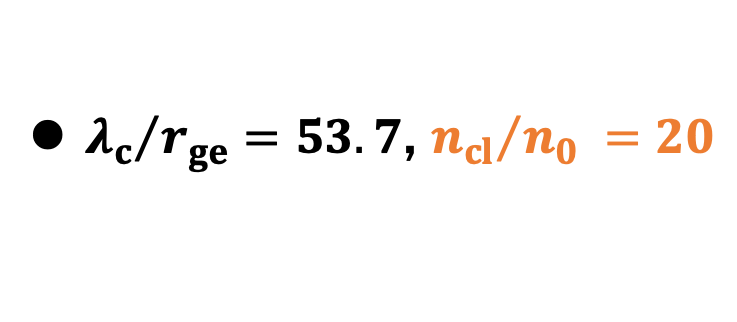 ● λc/rge = 53.7, ncl/n0 = 20